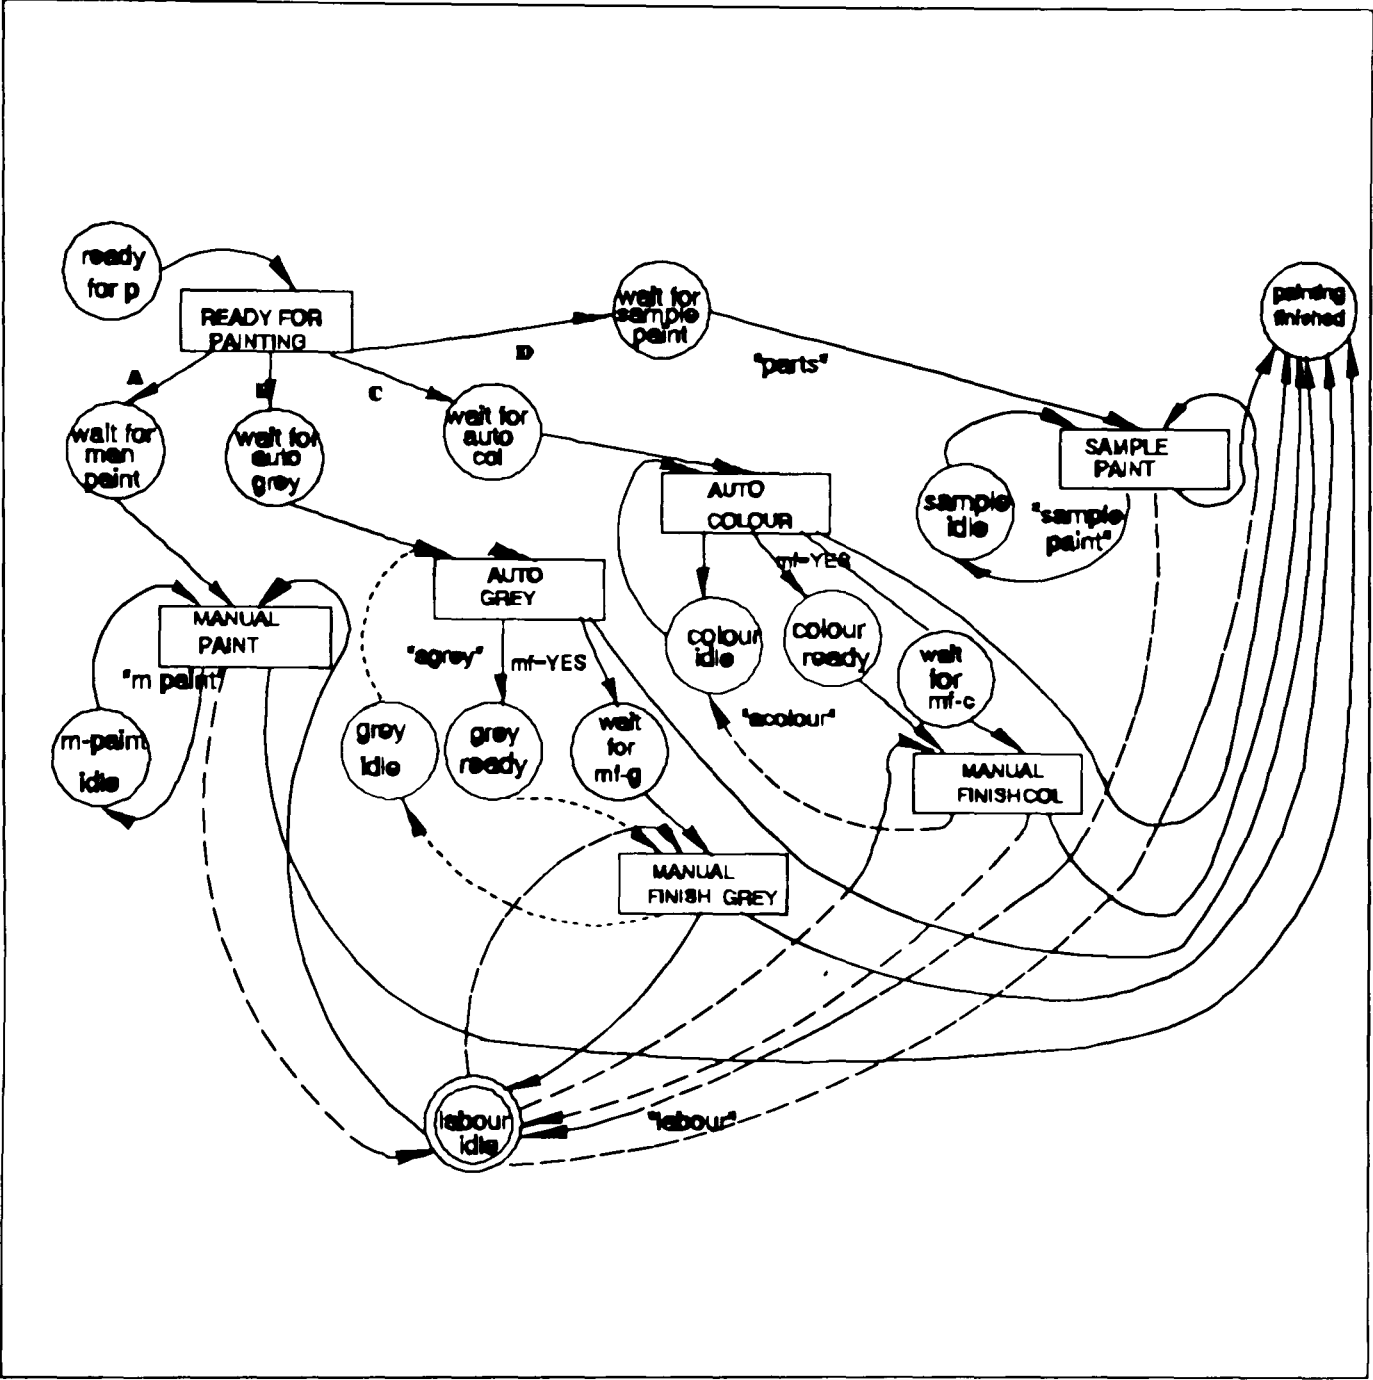 ready
for p
READY FOR
PAINTING
wait for
sample
paint
painting
finished
A
D
"parts"
C
wait for
man
paint
wait for
auto
grey
wait for
auto
col
SAMPLE
PAINT
AUTO
COLOUR
sample
idle
"sample
paint"
mf-YES
AUTO
GREY
MANUAL
PAINT
colour
idle
colour
ready
wait
for
mf-c
"agrey"
mf-YES
"m paint"
"acolour"
m-paint
idle
grey
idle
grey
ready
wait
for
mf-g
MANUAL
FINISH COL
MANUAL
FINISH GREY
labour
idle
"labour"